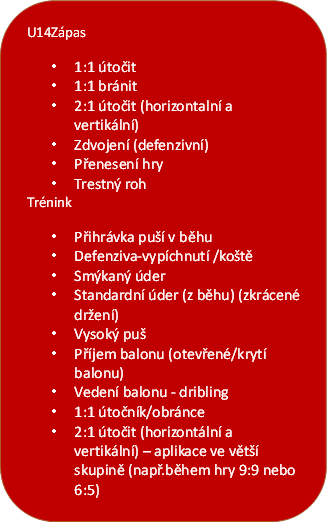 U14Zápas
• 1:1 útočit
• 1:1 bránit
• 2:1 útočit (horizontalní a
vertikální)
• Zdvojení (defenzivní)
• Přenesení hry
• Trestný roh
Trénink
• Přihrávka puší v běhu
• Defenziva-vypíchnutí /koště
• Smýkaný úder
• Standardní úder (z běhu) (zkrácené
držení)
• Vysoký puš
• Příjem balonu (otevřené/krytí
balonu)
• Vedení balonu - dribling
• 1:1 útočník/obránce
• 2:1 útočit (horizontální a
vertikální) – aplikace ve větší
skupině (např.během hry 9:9 nebo
6:5)